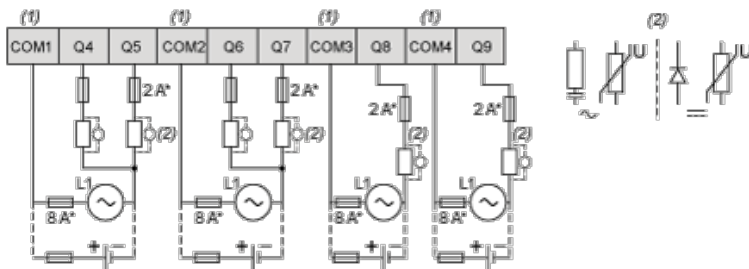 (1) (1) (1) (1) (2)
COM1 Q4 Q5 COM2 Q6 Q7 COM3 Q8 COM4 Q9
U U
2 A* 2 A* 2 A* 2 A*
(2) (2) (2) (2)
L1 L1 L1 L1
8 A* 8 A* 8 A* 8 A*
+ − + − + − + −